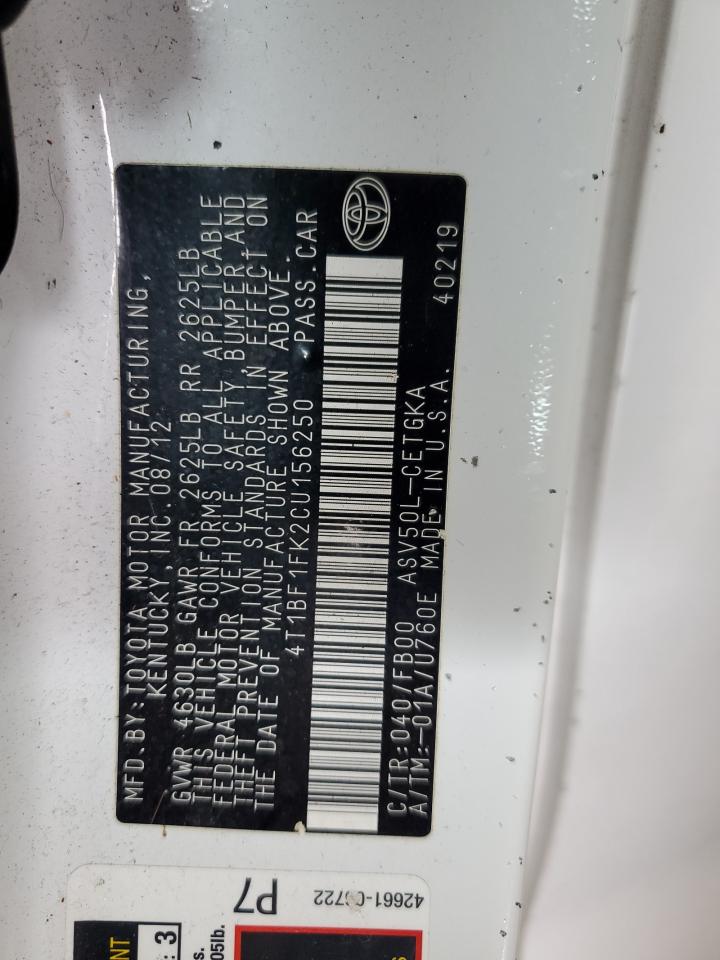 MFD.BY:TOYOTA MOTOR MANUFACTURING,
KENTUCKY, INC.08/12
GVWR 4630LB GAWR FR 2625LB RR 2625LB
THIS VEHICLE CONFORMS TO ALL APPLICABLE
FEDERAL MOTOR VEHICLE SAFETY,BUMPER,AND
THEFT PREVENTION STANDARDS IN EFFECT ON
THE DATE OF MANUFACTURE SHOWN ABOVE.
4T1BF1FK2CU156250 PASS.CAR
C/TR:040/FB00 ASV50L-CETGKA
A/TM:-01A/U760E MADE IN U.S.A. 40219
P7
3
05lb.